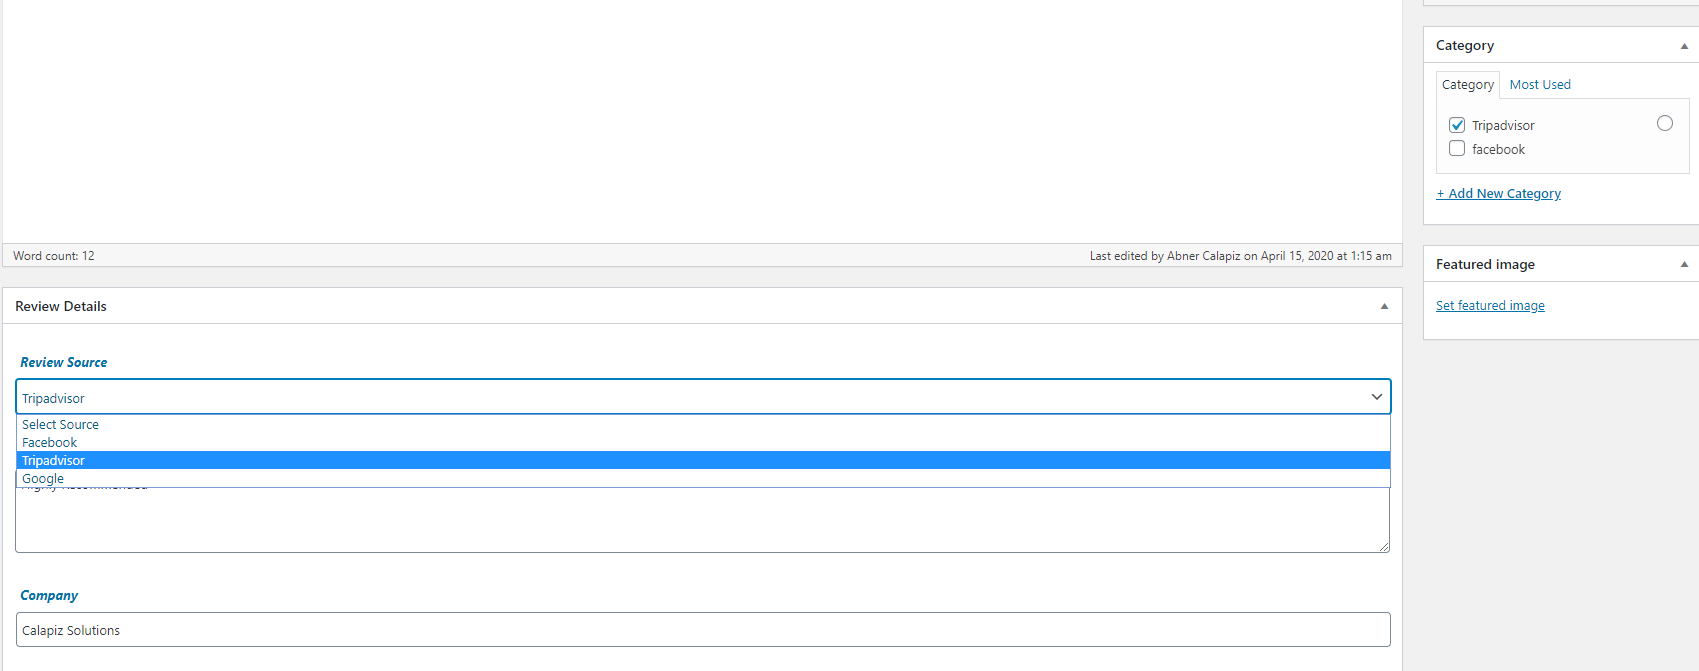 Category
Category Most Used
Tripadvisor
facebook
+ Add New Category
Word count: 12 Last edited by Abner Calapiz on April 15, 2020 at 1:15 am
Featured image
Set featured image
Review Details
Review Source
Tripadvisor
Select Source
Facebook
Tripadvisor
Google
Company
Calapiz Solutions